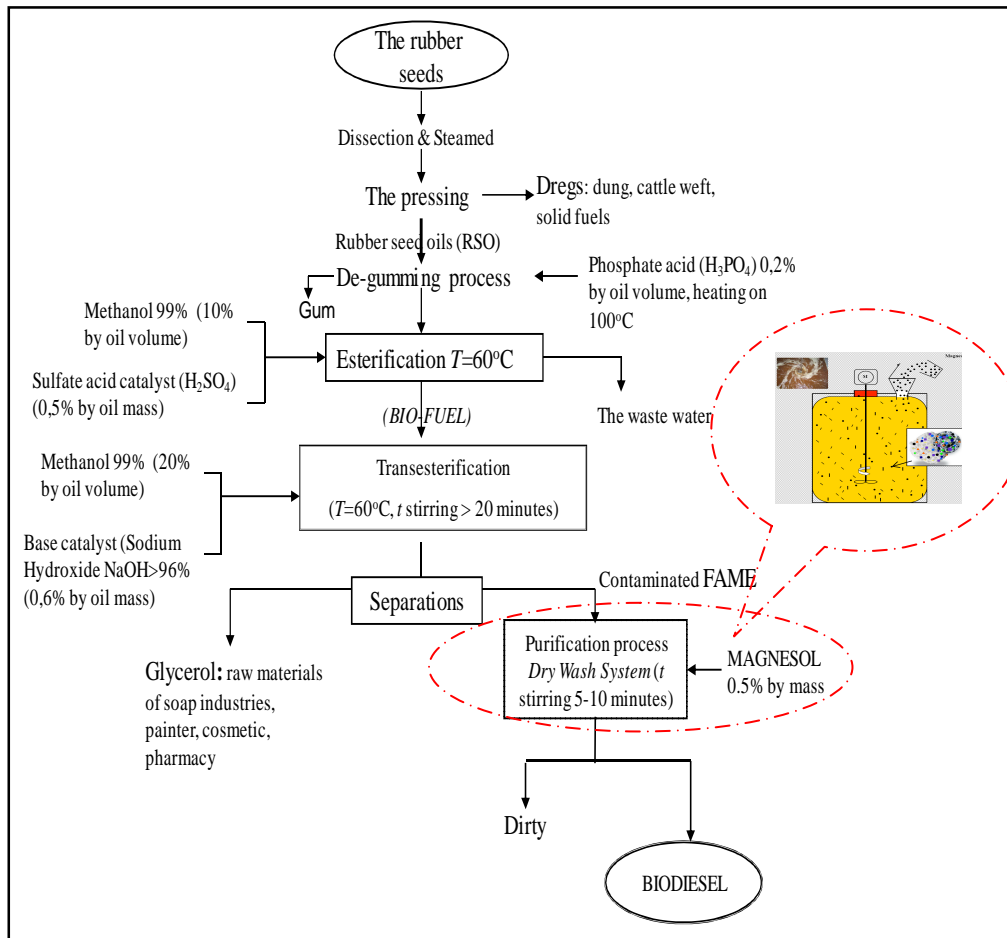 The rubber
seeds
Dissection & Steamed
The pressing
Dregs: dung, cattle weft,
solid fuels
Rubber seed oils (RSO)
De-gumming process
Phosphate acid (H₃PO₄) 0,2%
by oil volume, heating on
100°C
Gum
Methanol 99% (10%
by oil volume)
Sulfate acid catalyst (H₂SO₄)
(0,5% by oil mass)
Esterification T=60°C
The waste water
(BIO-FUEL)
Methanol 99% (20%
by oil volume)
Base catalyst (Sodium
Hydroxide NaOH>96%
(0,6% by oil mass)
Transesterification
(T=60°C, t stirring > 20 minutes)
Separations
Contaminated FAME
Glycerol: raw materials
of soap industries,
painter, cosmetic,
pharmacy
Purification process
Dry Wash System (t
stirring 5-10 minutes)
MAGNESOL
0.5% by mass
Dirty
BIODIESEL